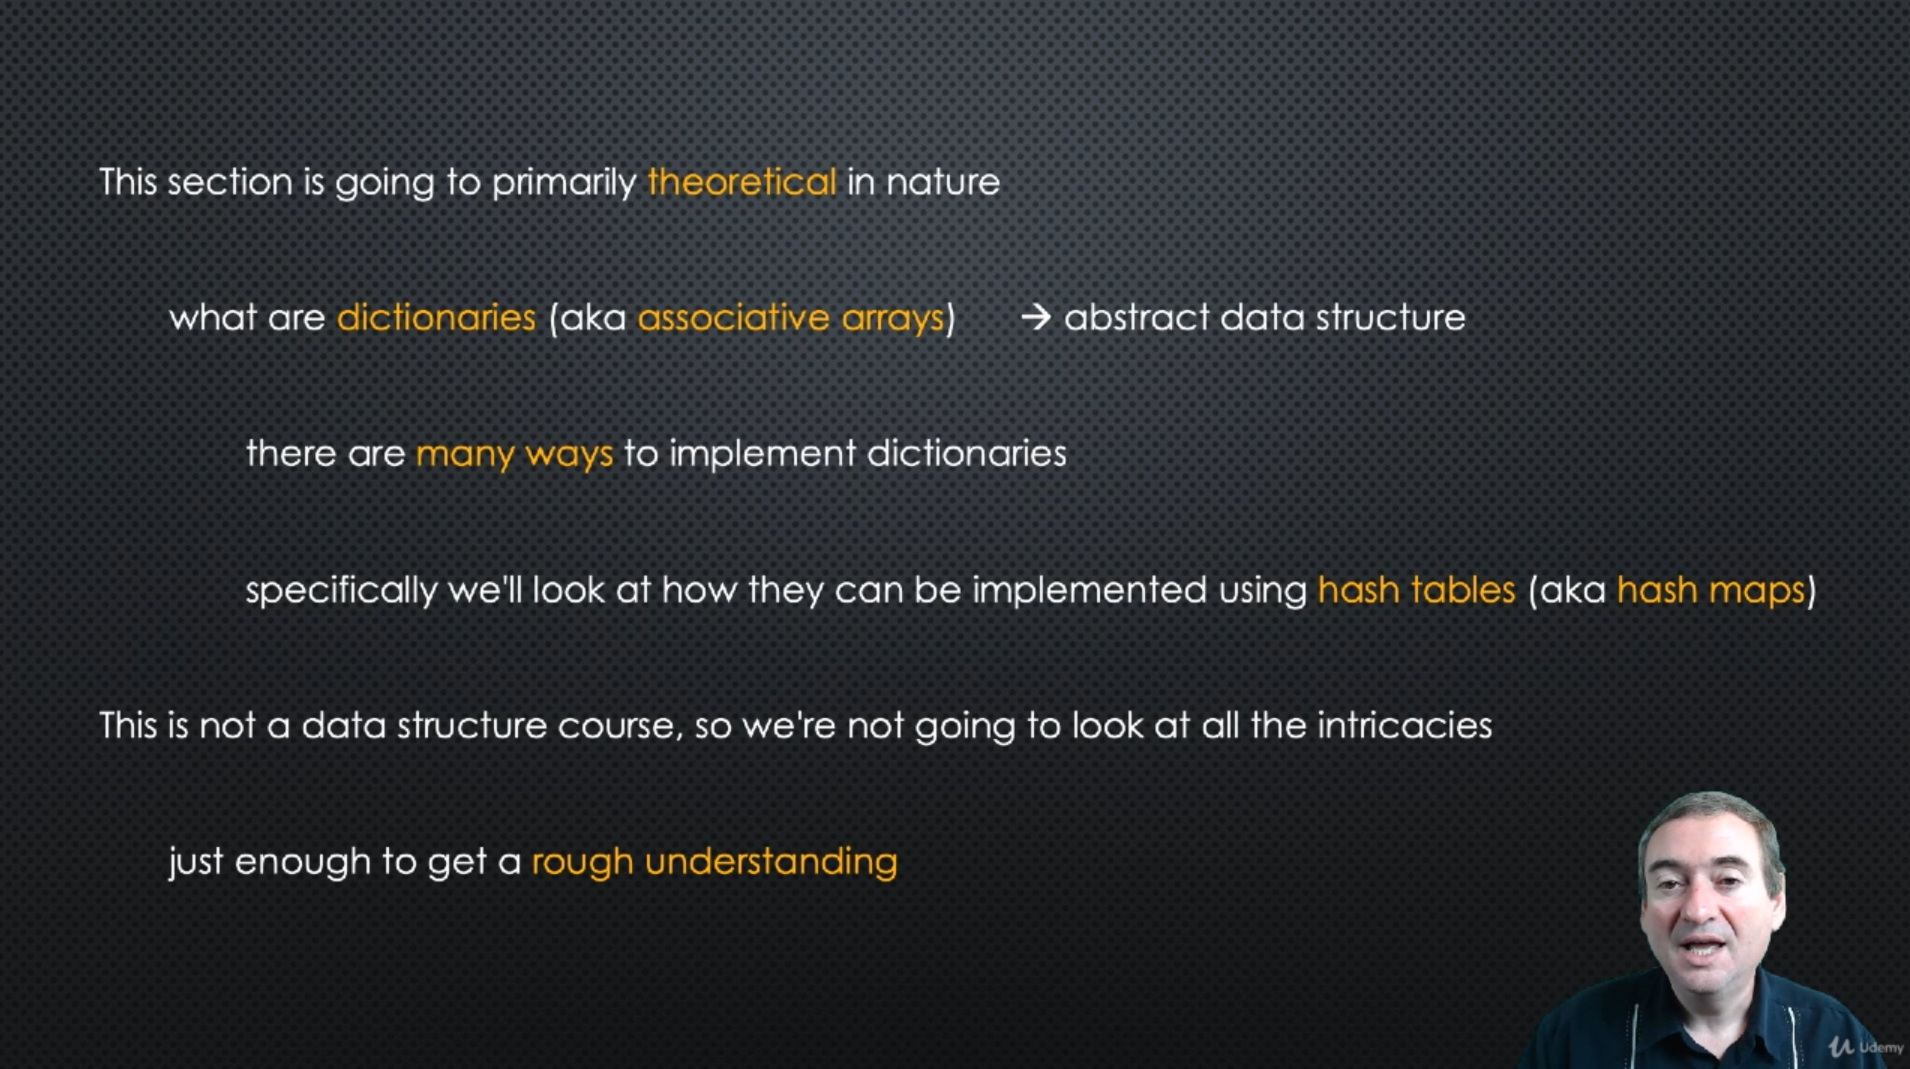 This section is going to primarily theoretical in nature
what are dictionaries (aka associative arrays) → abstract data structure
there are many ways to implement dictionaries
specifically we'll look at how they can be implemented using hash tables (aka hash maps)
This is not a data structure course, so we're not going to look at all the intricacies
just enough to get a rough understanding
Udemy